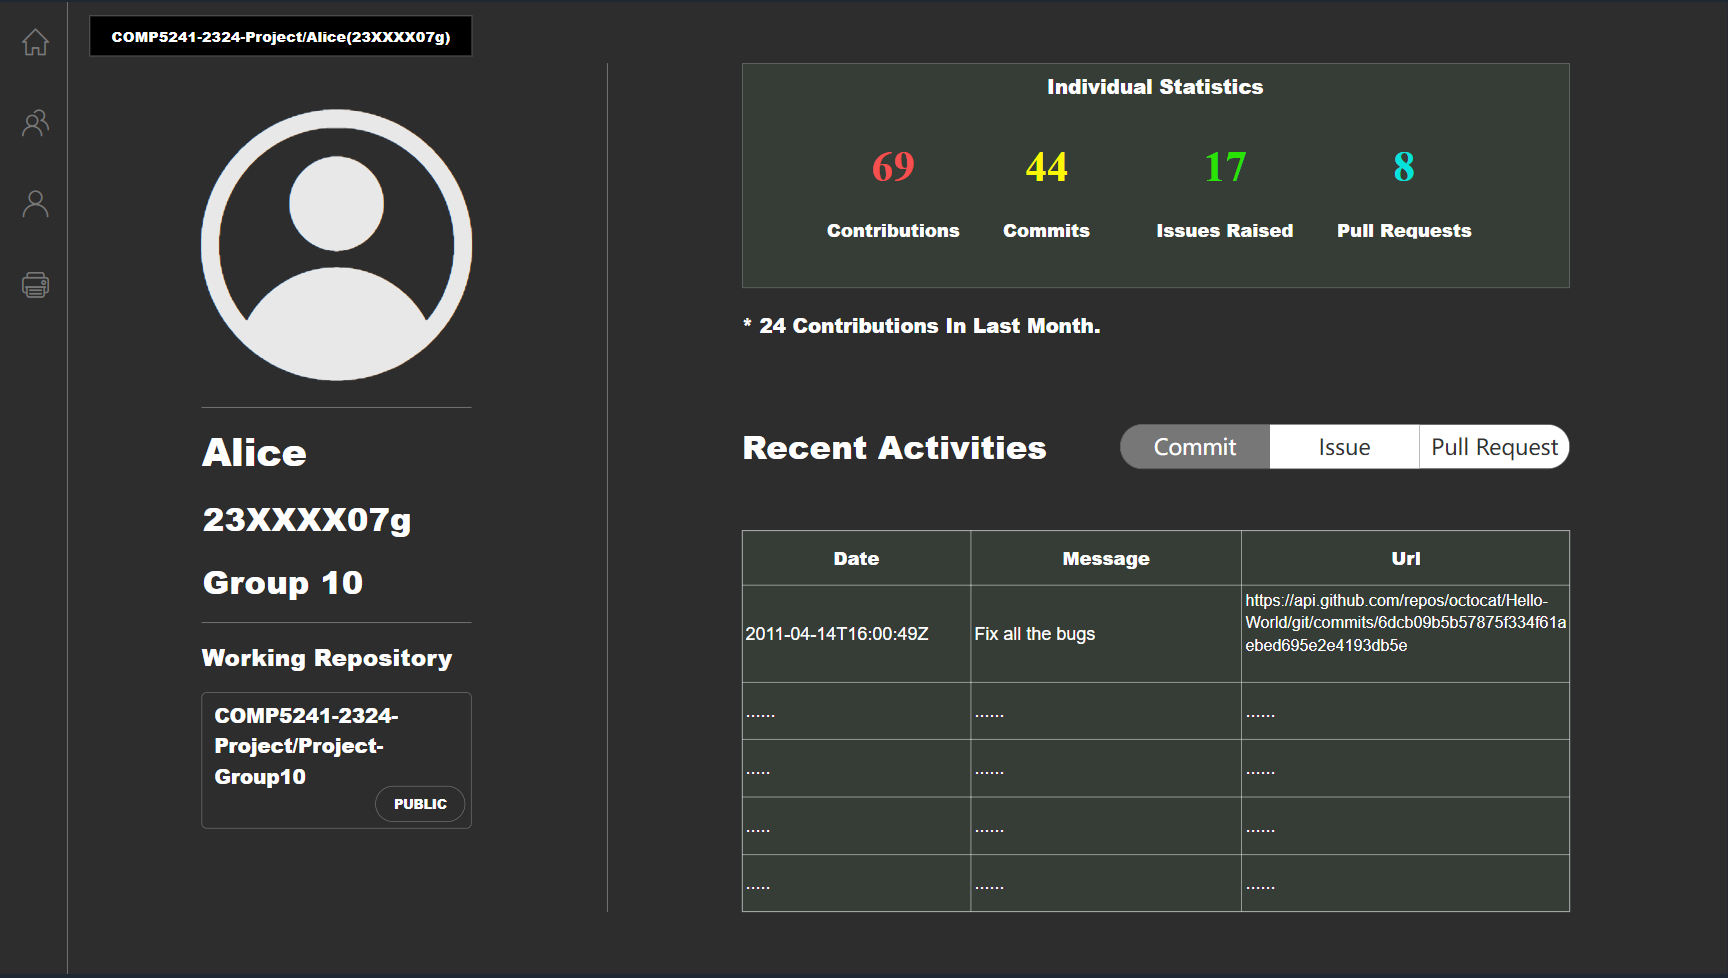 COMP5241-2324-Project/Alice(23XXXX07g)
Alice
23XXXX07g
Group 10
Working Repository
COMP5241-2324-
Project/Project-
Group10
PUBLIC
Individual Statistics
69 44 17 8
Contributions Commits Issues Raised Pull Requests
* 24 Contributions In Last Month.
Recent Activities Commit Issue Pull Request
Date Message Url
2011-04-14T16:00:49Z Fix all the bugs https://api.github.com/repos/octocat/Hello-
World/git/commits/6dcb09b5b57875f334f61a
ebed695e2e4193db5e
...... ...... ......
..... ...... ......
..... ...... ......
..... ...... ......